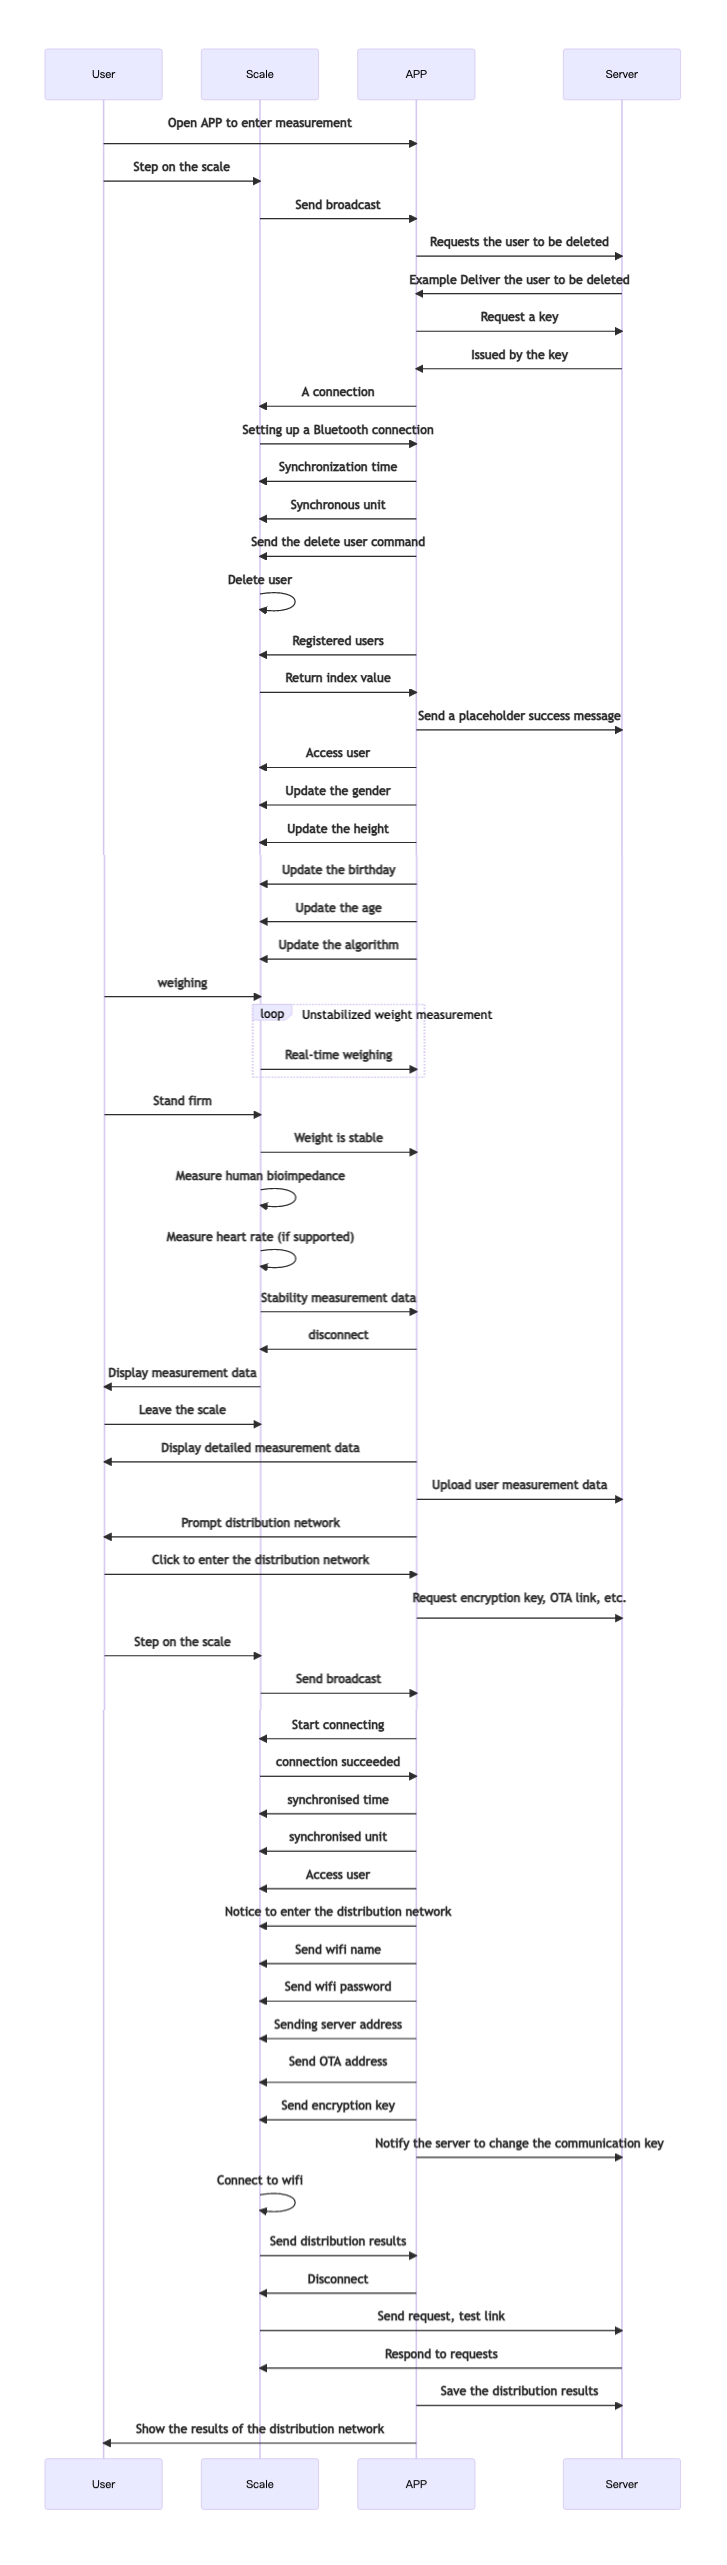 User
Scale
APP
Server
Open APP to enter measurement
Step on the scale
Send broadcast
Requests the user to be deleted
Example Deliver the user to be deleted
Request a key
Issued by the key
A connection
Setting up a Bluetooth connection
Synchronization time
Synchronous unit
Send the delete user command
Delete user
Registered users
Return index value
Send a placeholder success message
Access user
Update the gender
Update the height
Update the birthday
Update the age
Update the algorithm
weighing
loop Unstabilized weight measurement
Real-time weighing
Stand firm
Weight is stable
Measure human bioimpedance
Measure heart rate (if supported)
Stability measurement data
disconnect
Display measurement data
Leave the scale
Display detailed measurement data
Upload user measurement data
Prompt distribution network
Click to enter the distribution network
Request encryption key, OTA link, etc.
Step on the scale
Send broadcast
Start connecting
connection succeeded
synchronised time
synchronised unit
Access user
Notice to enter the distribution network
Send wifi name
Send wifi password
Sending server address
Send OTA address
Send encryption key
Notify the server to change the communication key
Connect to wifi
Send distribution results
Disconnect
Send request, test link
Respond to requests
Save the distribution results
Show the results of the distribution network
User
Scale
APP
Server